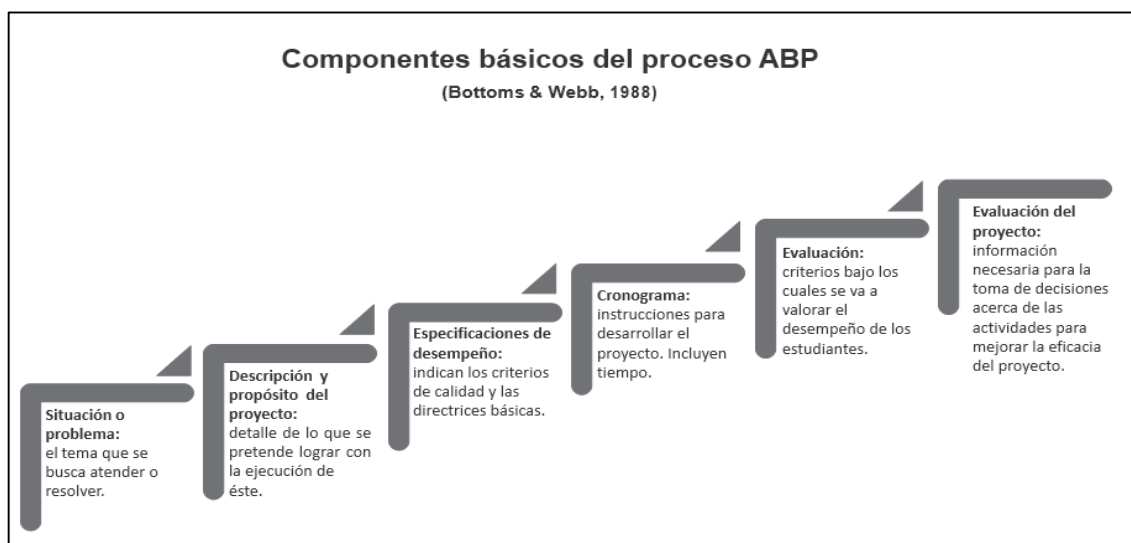 Componentes básicos del proceso ABP
(Bottoms & Webb, 1988)
Situación o
problema:
el tema que se
busca atender o
resolver.
Descripción y
propósito del
proyecto:
detalle de lo que se
pretende lograr con
la ejecución de
éste.
Especificaciones de
desempeño:
indican los criterios
de calidad y las
directrices básicas.
Cronograma:
instrucciones para
desarrollar el
proyecto. Incluyen
tiempo.
Evaluación:
criterios bajo los
cuales se va a
valorar el
desempeño de los
estudiantes.
Evaluación del
proyecto:
información
necesaria para la
toma de decisiones
acerca de las
actividades para
mejorar la eficacia
del proyecto.